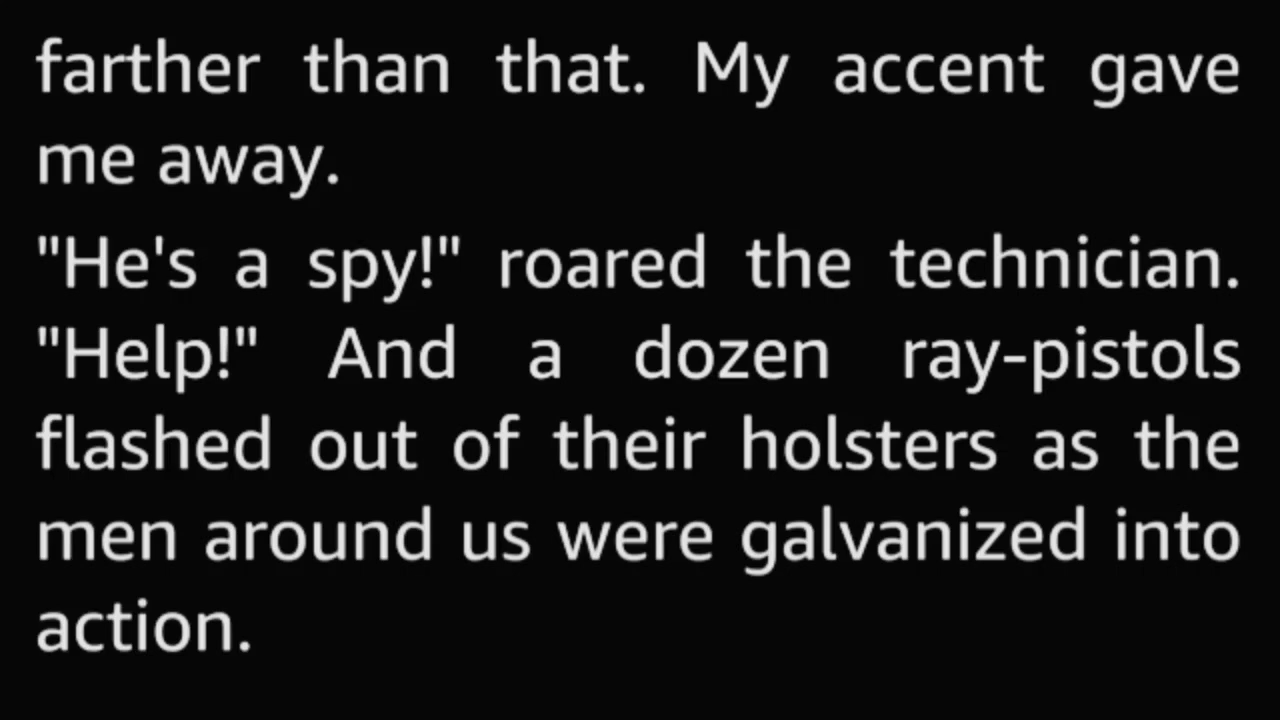 farther than that. My accent gave
me away.
"He's a spy!" roared the technician.
"Help!" And a dozen ray-pistols
flashed out of their holsters as the
men around us were galvanized into
action.